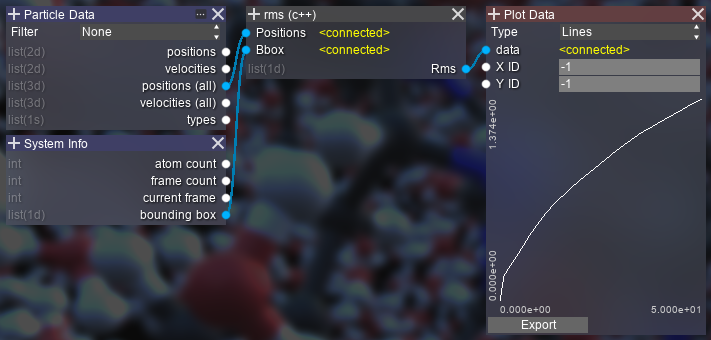 Particle Data ...
Filter None
list(2d) positions
list(2d) velocities
list(3d) positions (all)
list(3d) velocities (all)
list(1s) types
System Info
int atom count
int frame count
int current frame
list(1d) bounding box
rms (c++)
Positions <connected>
Bbox <connected>
list(1d) Rms
Plot Data
Type Lines
data <connected>
X ID -1
Y ID -1
1.374e+00
0.000e+00
0.000e+00 5.000e+01
Export